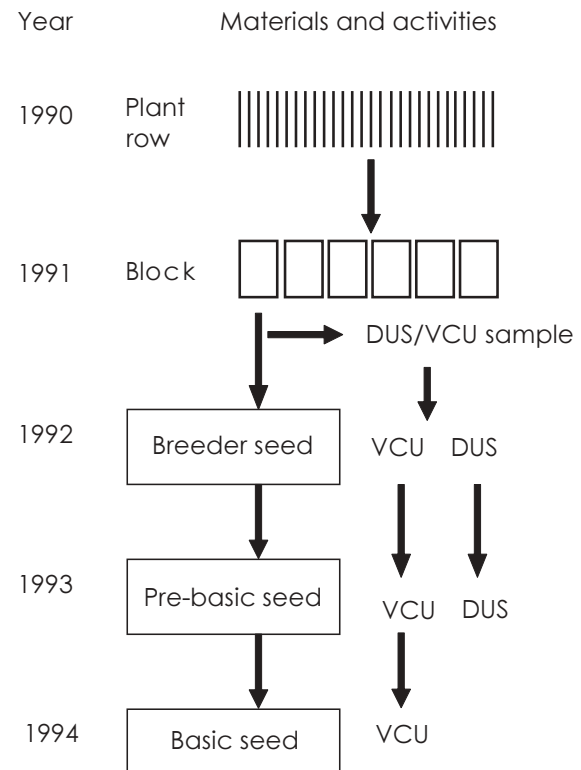 Year Materials and activities
1990 Plant
row
1991 Block
DUS/VCU sample
1992 Breeder seed VCU DUS
1993 Pre-basic seed VCU DUS
1994 Basic seed VCU